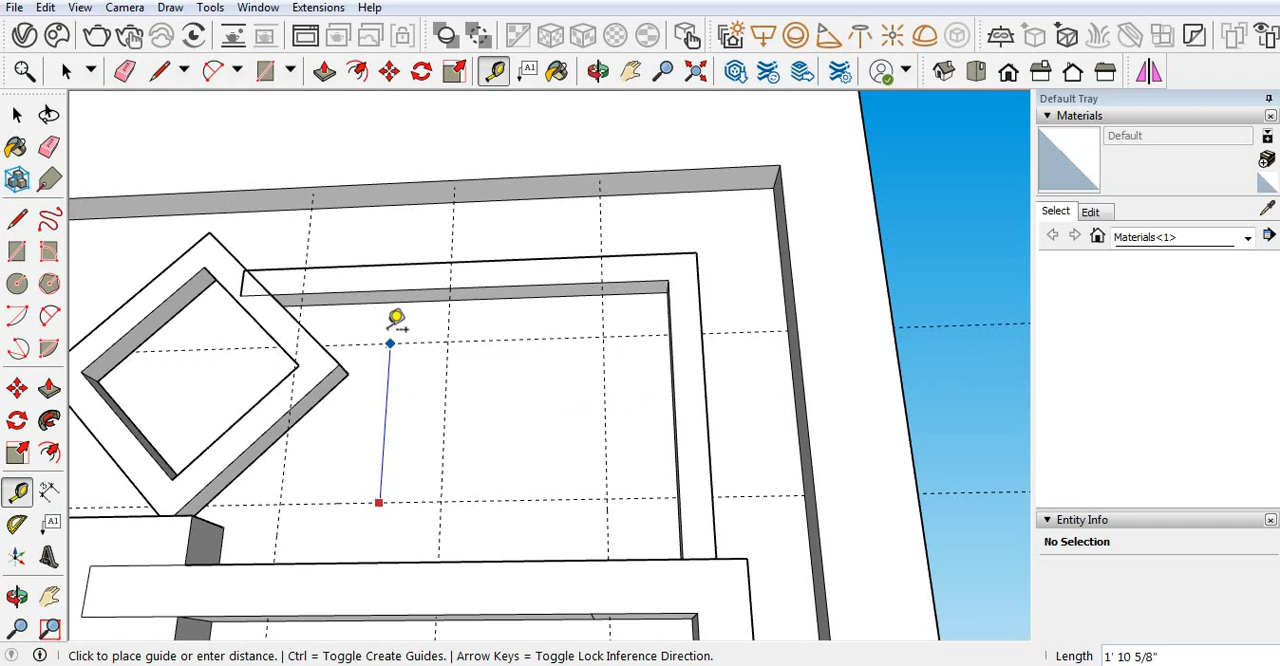 File Edit View Camera Draw Tools Window Extensions Help
A1
Default Tray
Materials
Default
Select Edit
Materials<1>
A1
Entity Info
No Selection
Click to place guide or enter distance. | Ctrl = Toggle Create Guides. | Arrow Keys = Toggle Lock Inference Direction.
Length 1' 10 5/8"